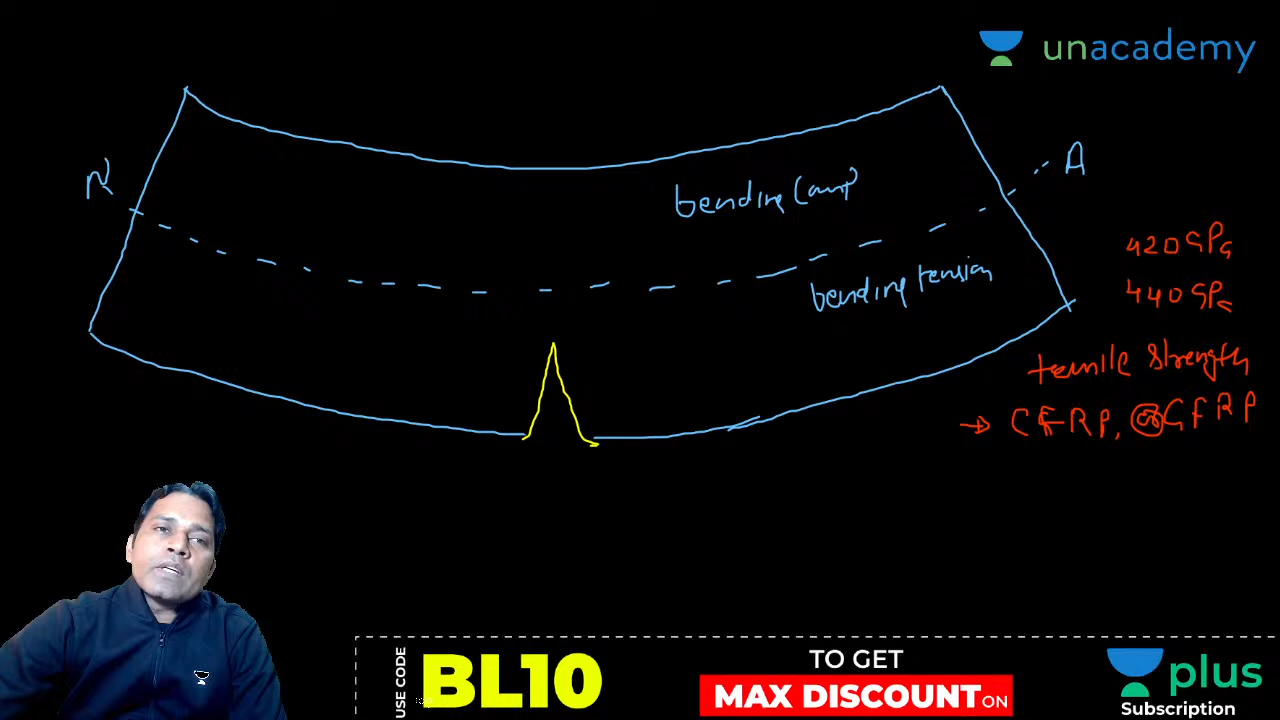 unacademy
N
A
bending Comp
bending tension
420 GPa
440 GPa
tensile strength
→ CFRP, or GFRP
USE CODE
BL10
TO GET
MAX DISCOUNT ON
plus
Subscription